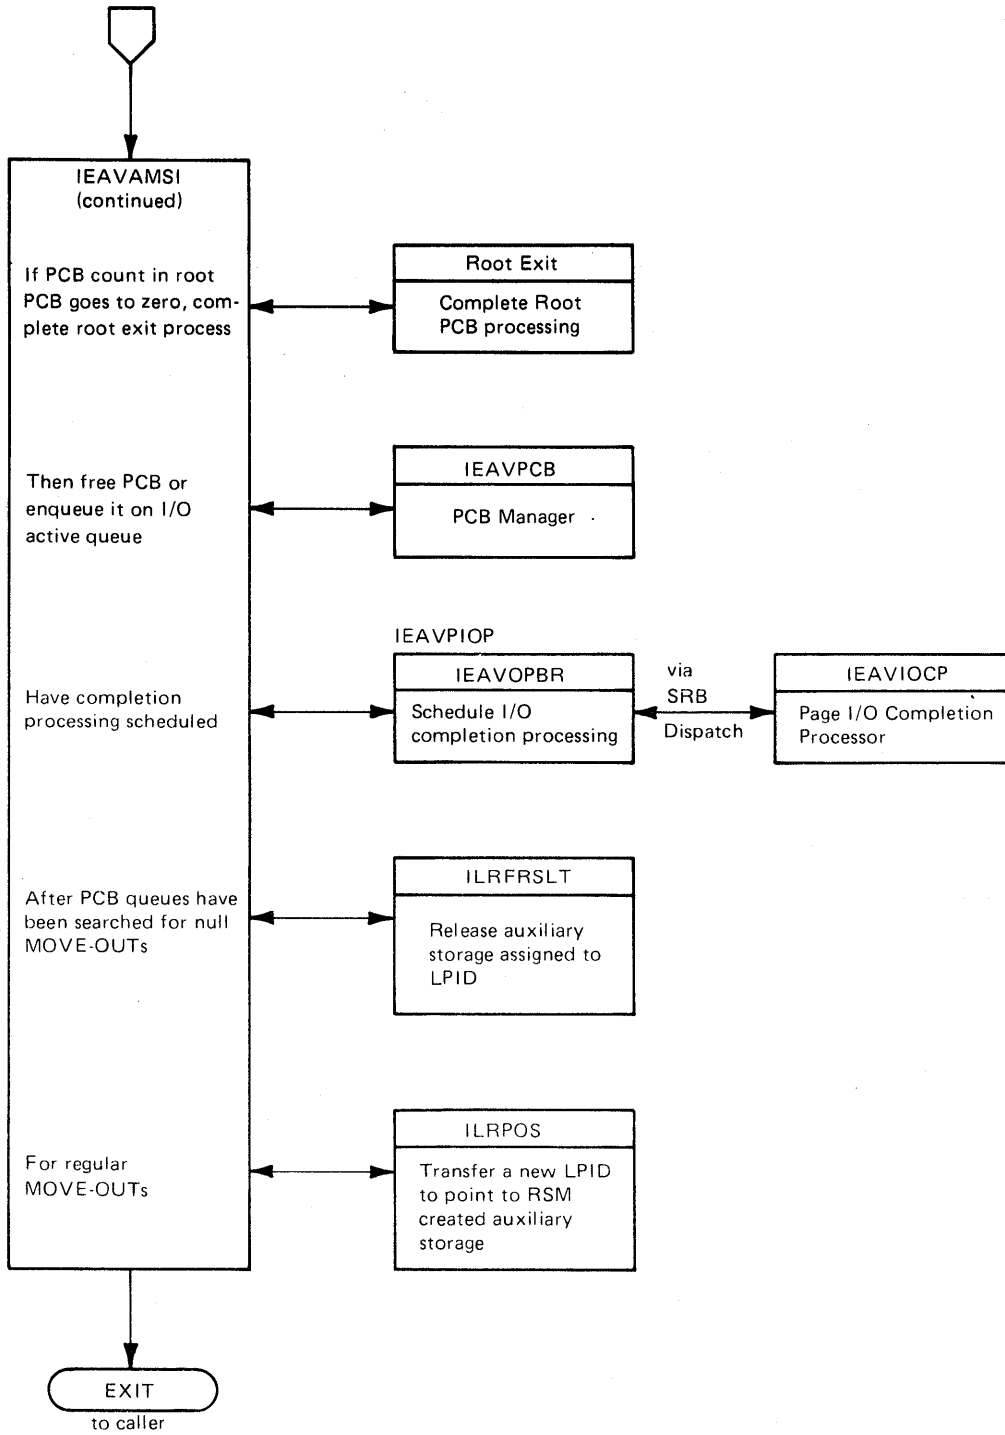 IEAVAMSI
(continued)
If PCB count in root
PCB goes to zero, com-
plete root exit process
Root Exit
Complete Root
PCB processing
Then free PCB or
enqueue it on I/O
active queue
IEAVPCB
PCB Manager
Have completion
processing scheduled
IEAVPIOP
IEAVOPBR
Schedule I/O
completion processing
via
SRB
Dispatch
IEAVIOCP
Page I/O Completion
Processor
After PCB queues have
been searched for null
MOVE-OUTs
ILRFRSLT
Release auxiliary
storage assigned to
LPID
For regular
MOVE-OUTs
ILRPOS
Transfer a new LPID
to point to RSM
created auxiliary
storage
EXIT
to caller